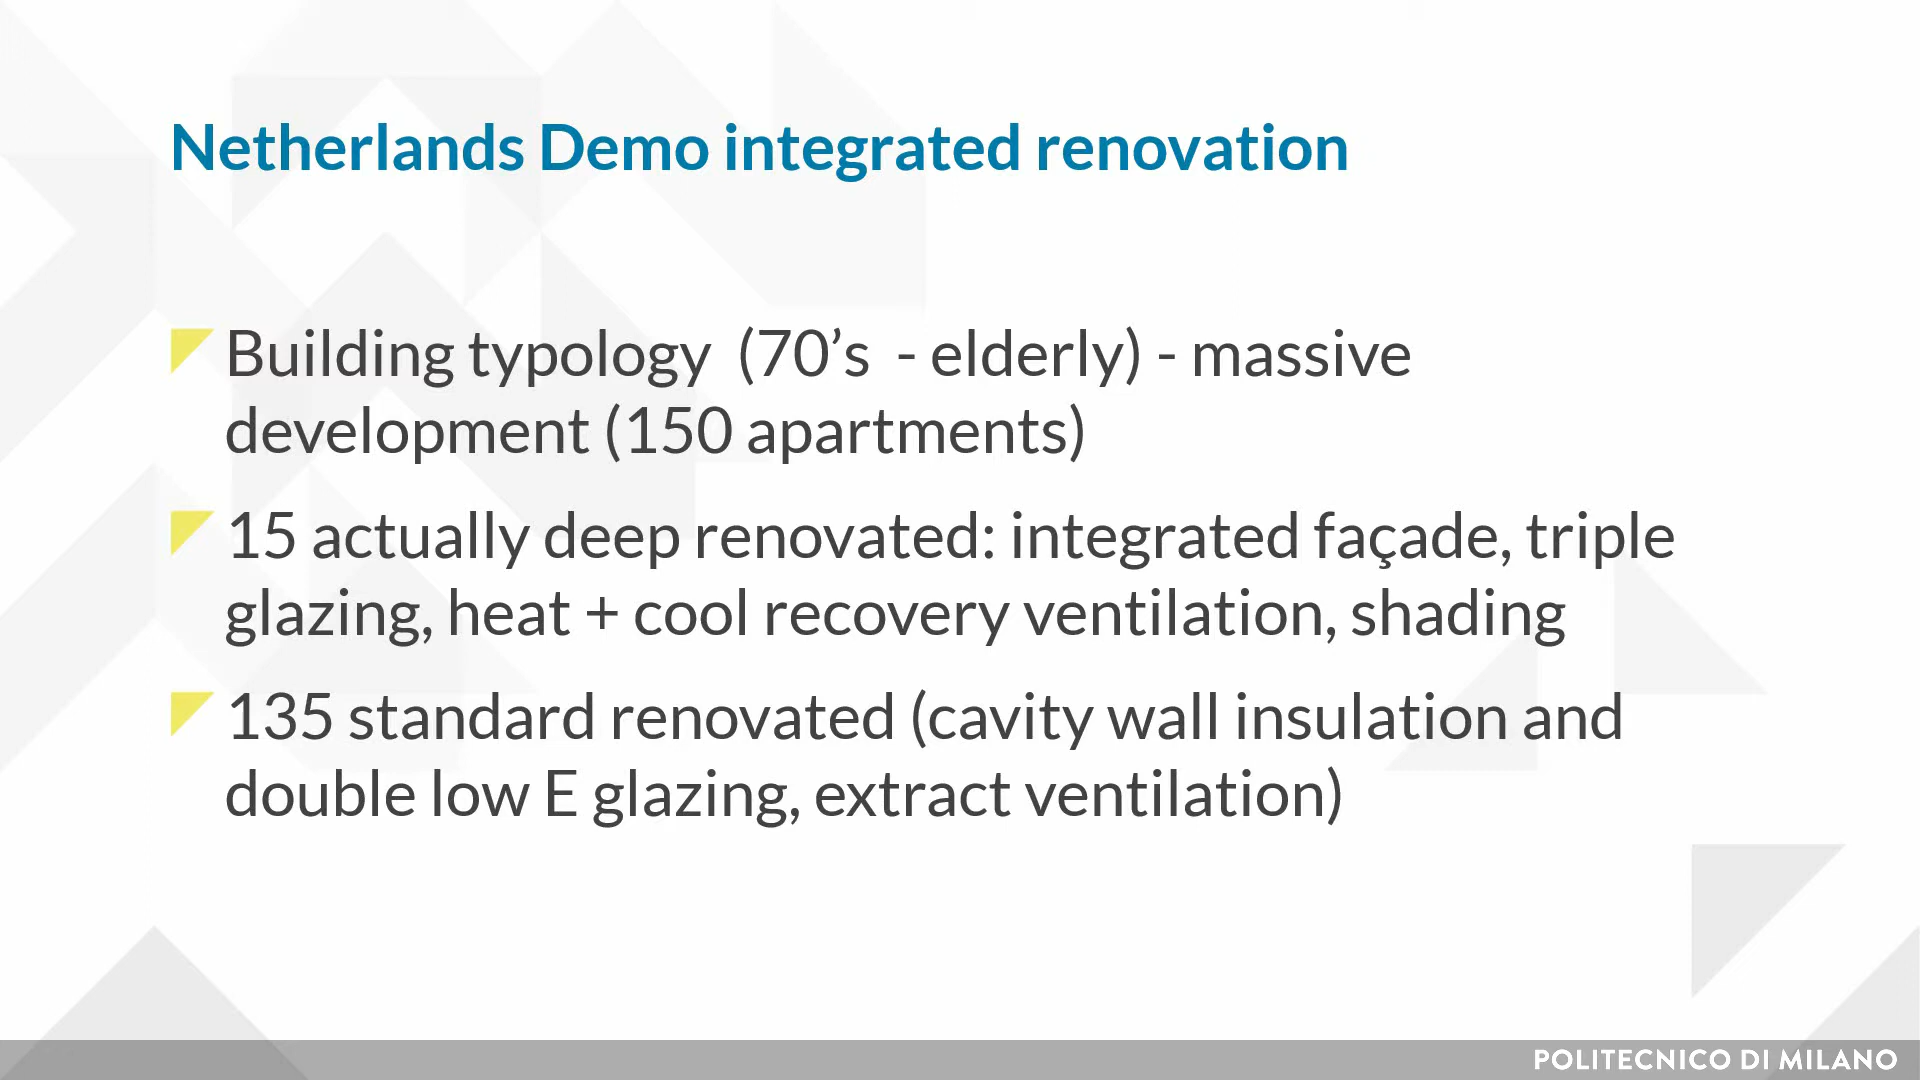 Netherlands Demo integrated renovation
Building typology (70’s - elderly) - massive
development (150 apartments)
15 actually deep renovated: integrated façade, triple
glazing, heat + cool recovery ventilation, shading
135 standard renovated (cavity wall insulation and
double low E glazing, extract ventilation)
POLITECNICO DI MILANO